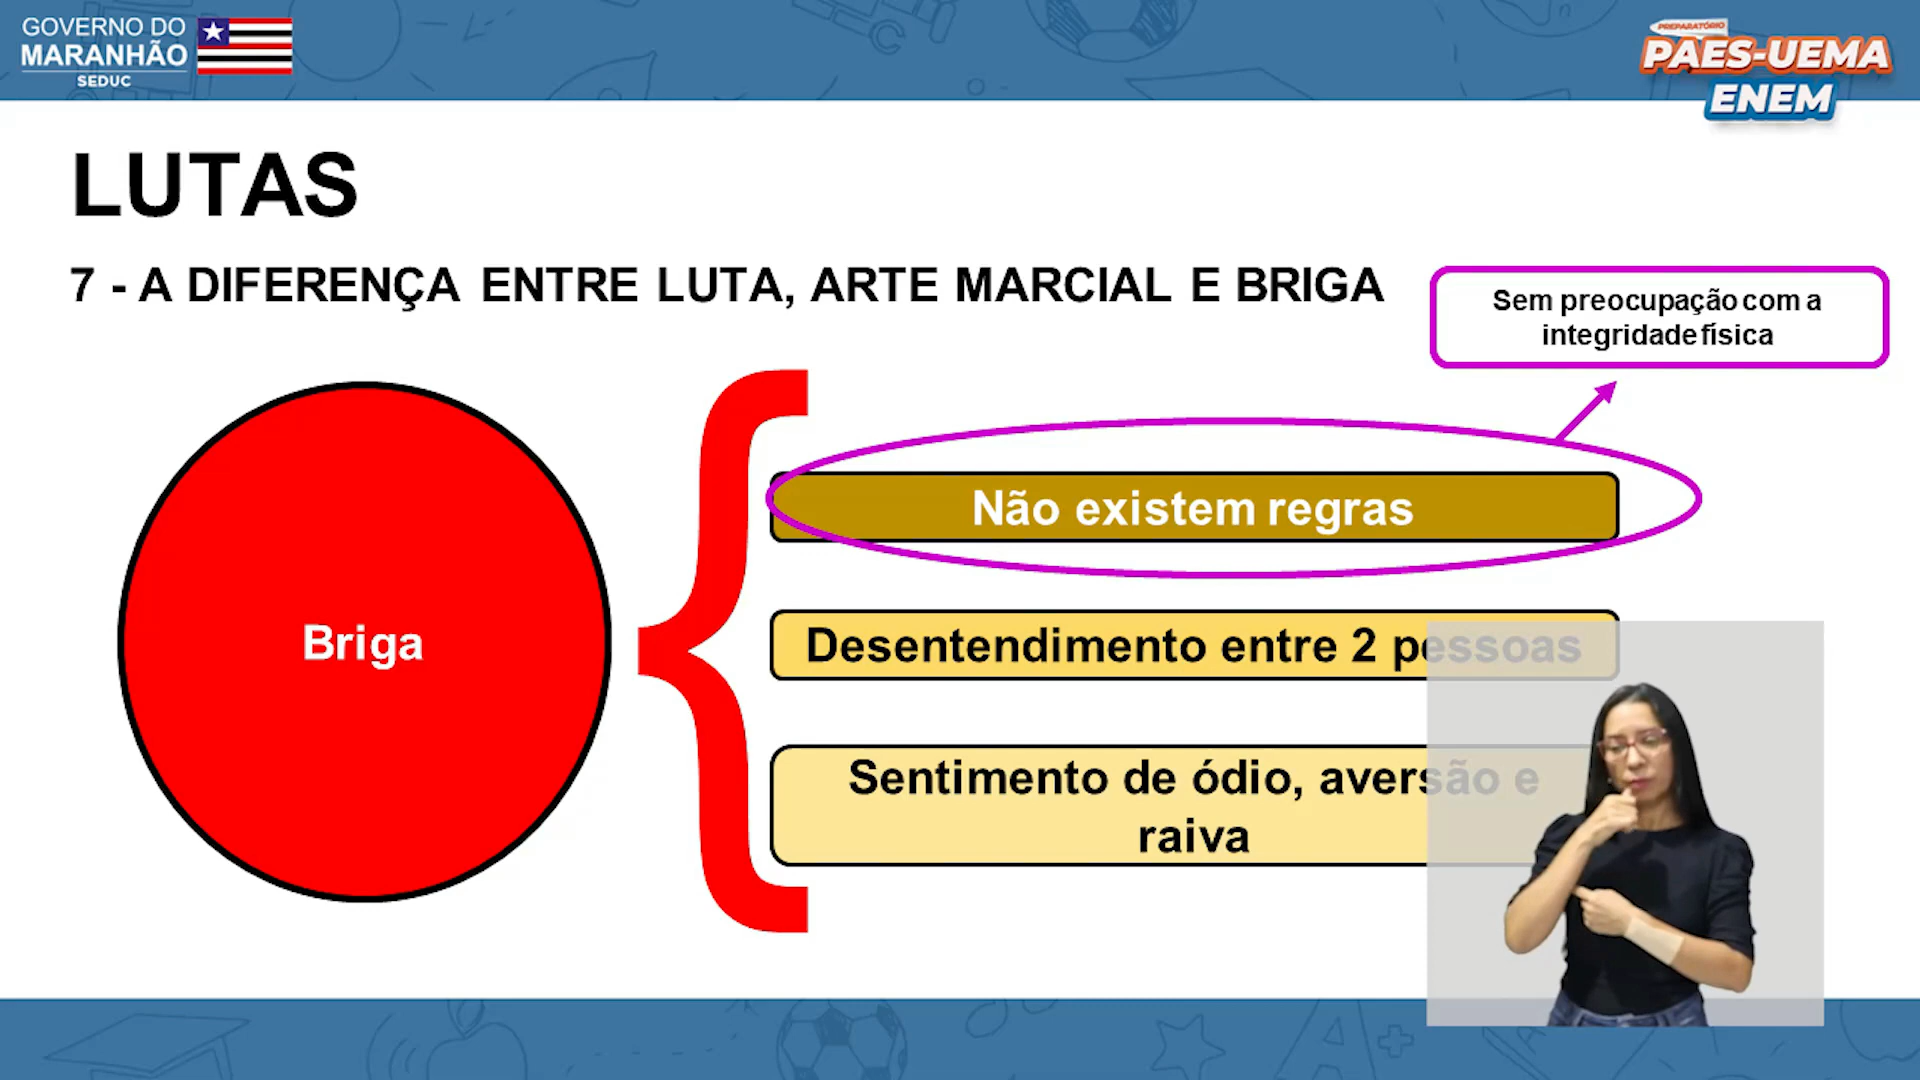 GOVERNO DO
MARANHÃO
SEDUC
PREPARATÓRIO
PAES-UEMA
ENEM
LUTAS
7 - A DIFERENÇA ENTRE LUTA, ARTE MARCIAL E BRIGA
Sem preocupação com a
integridade física
Não existem regras
Briga
Desentendimento entre 2 pessoas
Sentimento de ódio, aversão e
raiva